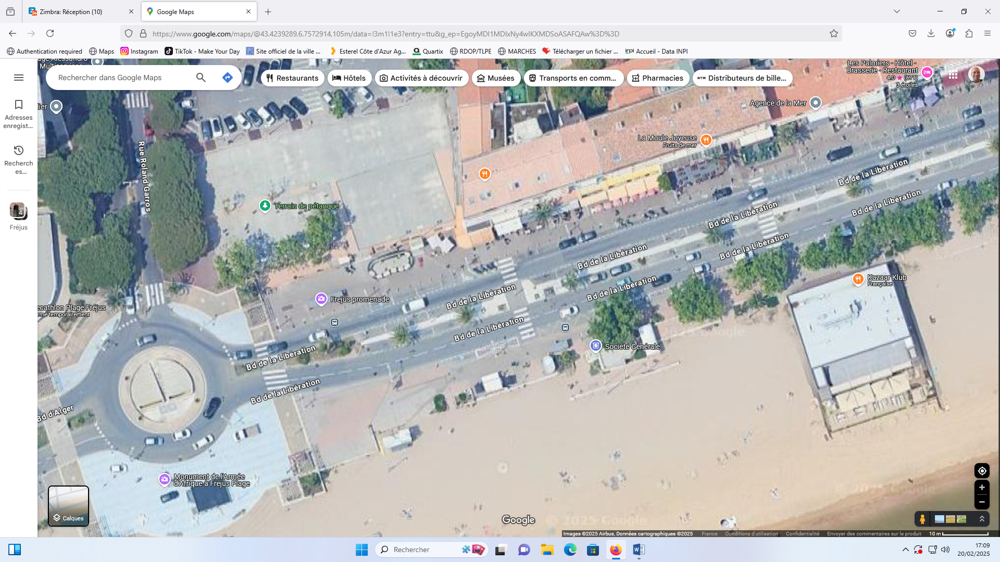 Zimbra: Réception (10)
Google Maps
https://www.google.com/maps/@43.4239289,6.7572914,105m/data=!3m1!1e3?entry=ttu&g_ep=EgoyMDI1MDIxNy4wIKXMDSoASAFQAw%3D%3D
Authentication required
Maps
Instagram
TikTok - Make Your Day
Site officiel de la ville ...
Esterel Côte d'Azur Ag...
Quartix
RDOP/TLPE
MARCHES
Télécharger un fichier ...
Accueil - Data INPI
Rechercher dans Google Maps
Restaurants
Hôtels
Activités à découvrir
Musées
Transports en comm...
Pharmacies
Distributeurs de bille...
Les Palmiers - Hôtel -
Brasserie - Restaurant
4.0 ★ (671)
3 étoiles
Agence de la Mer
Adresses
enregist...
Recherch
es...
4
Fréjus
Rue Roland Garros
La Moule Joyeuse
Fruits de mer
Terrain de pétanque
Bd de la Libération
Bd de la Libération
Bd de la Libération
Bd de la Libération
Bd de la Libération
Bd de la Libération
Bd de la Libération
Bd de la Libération
Bd de la Libération
Bd de la Libération
Kazaar Klub
Française
Frejus promenade
ecathlon Plage Fréjus
rmé temporairement
Société Générale
Bd d'Alger
Monument de l'Armée
d'Afrique à Frejus Plage
Calques
Google
© 2025 Google
Images ©2025 Airbus, Données cartographiques ©2025
France
Conditions d'utilisation
Confidentialité
Envoyer des commentaires sur le produit
10 m
Rechercher
17:09
20/02/2025